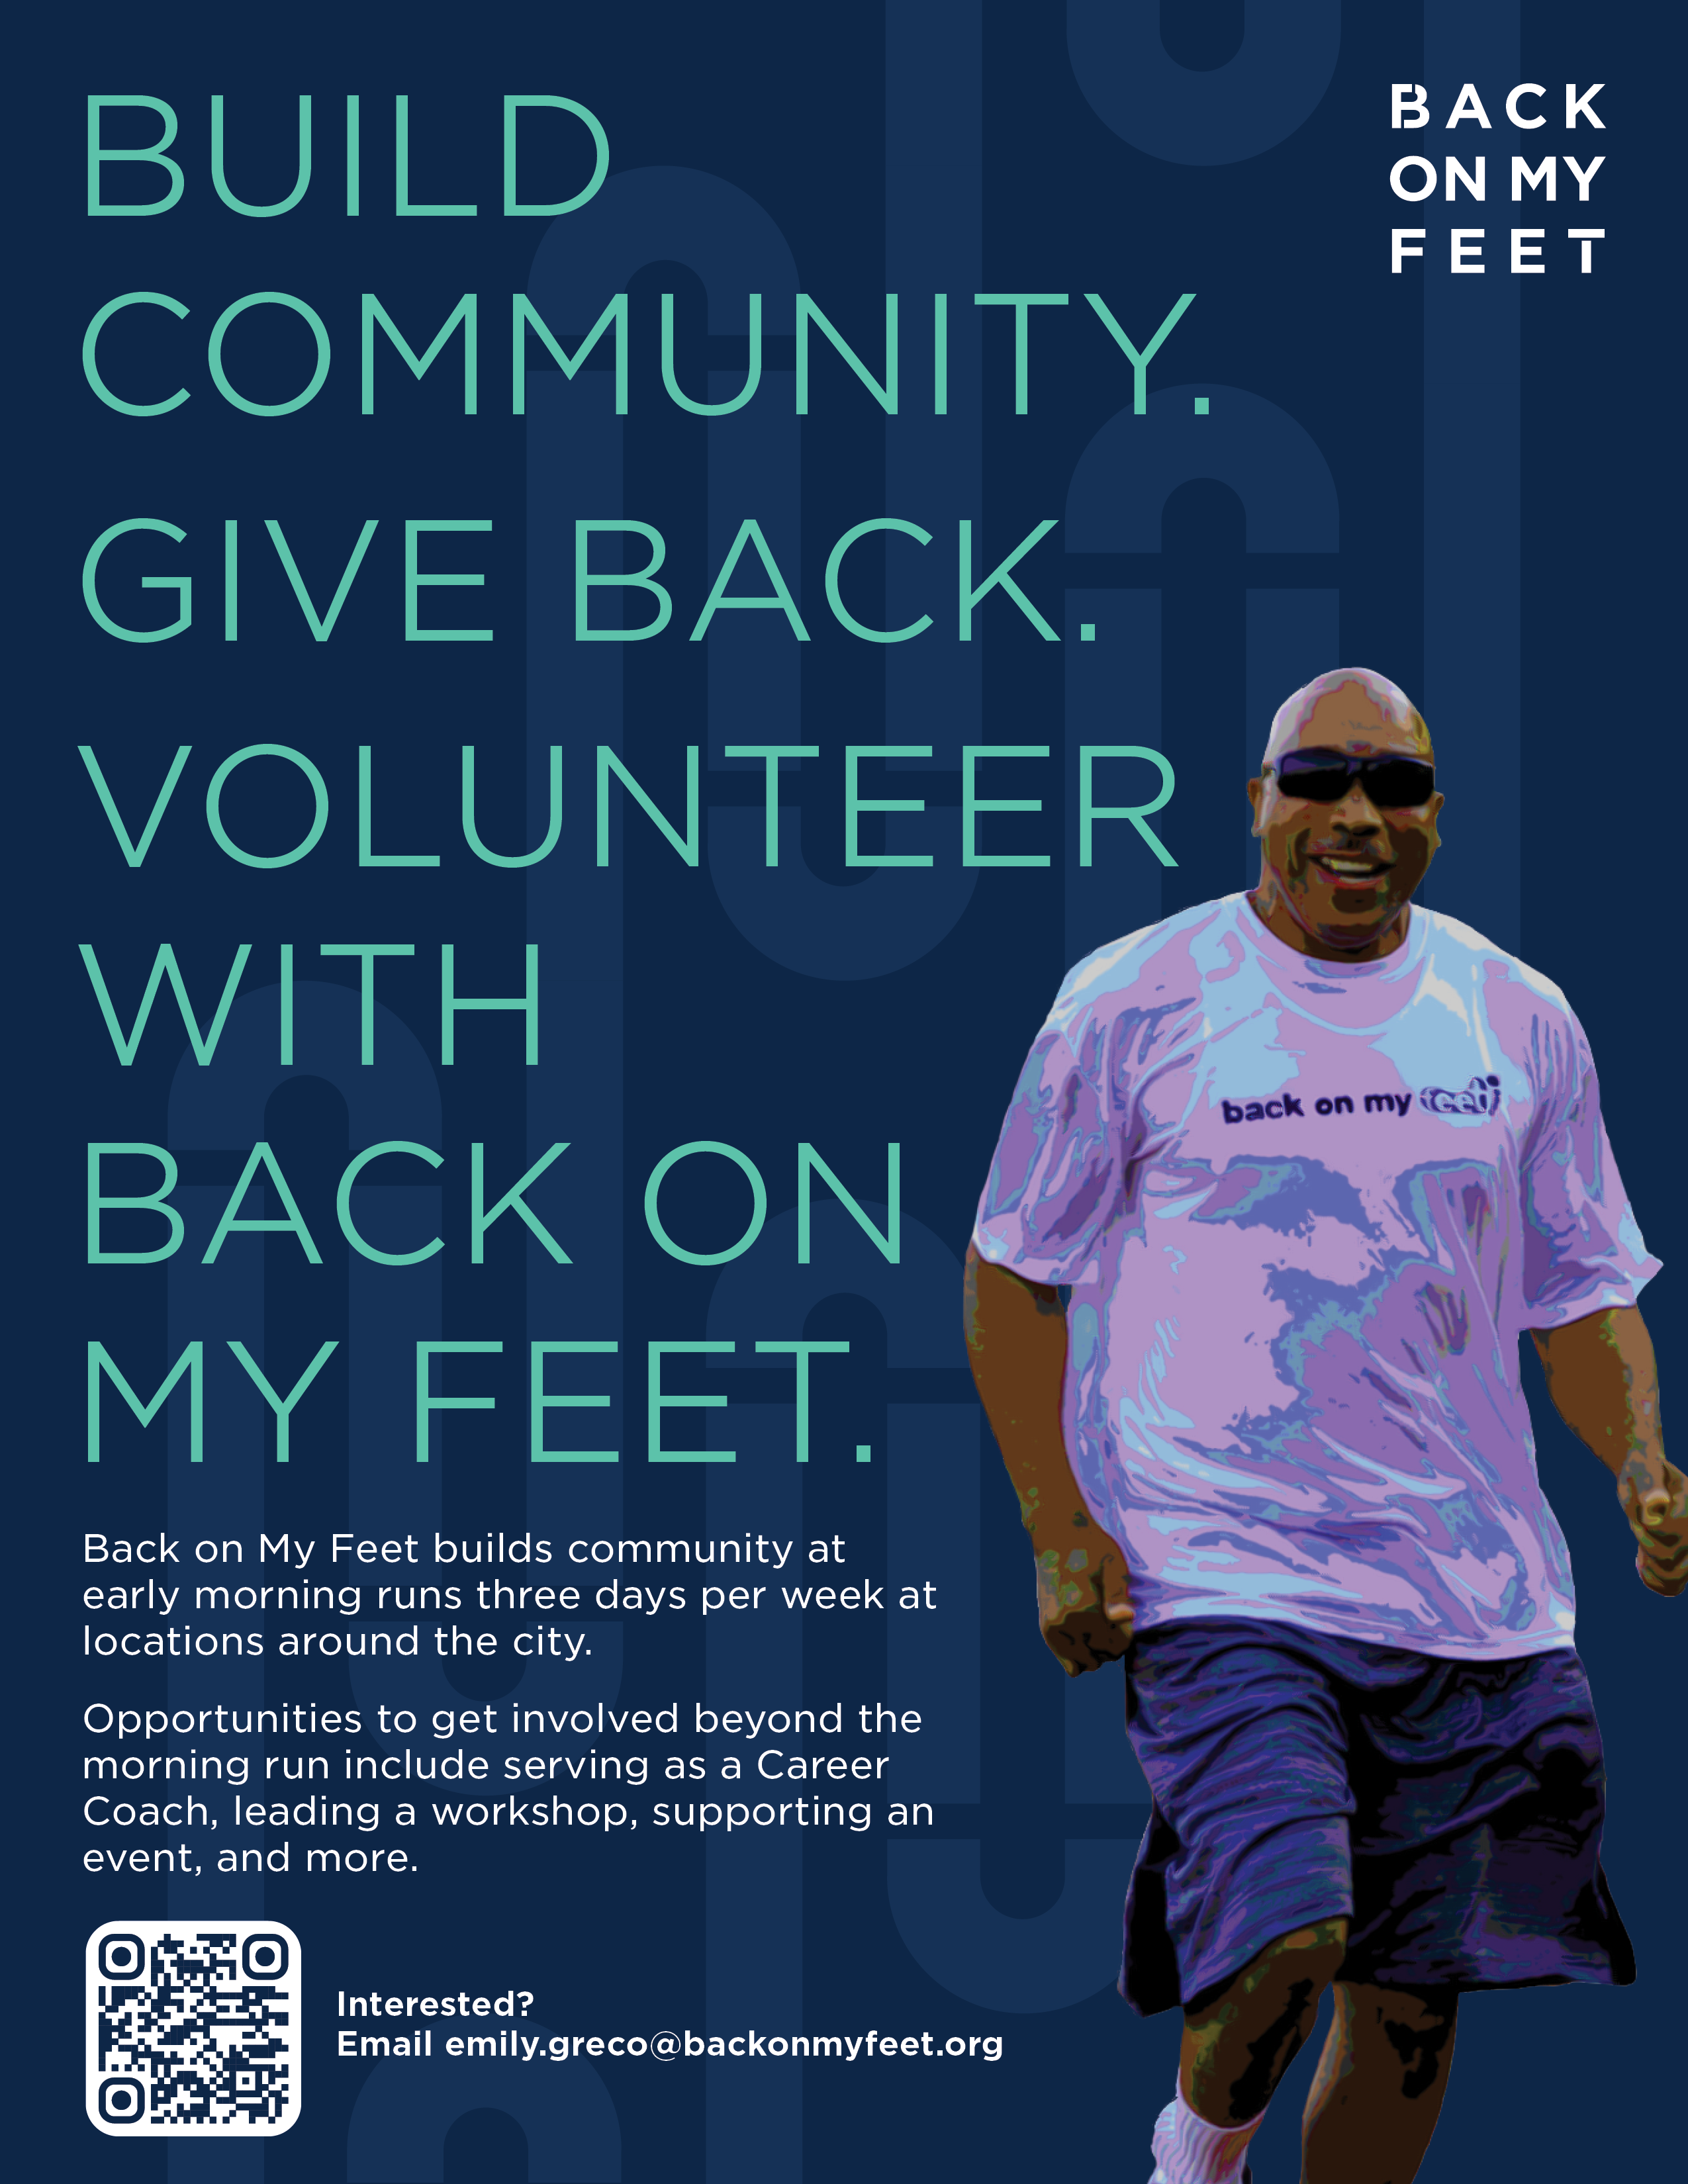 BUILD
COMMUNITY.
GIVE BACK.
VOLUNTEER
WITH
BACK ON
MY FEET.
BACK
ON MY
FEET
back on my feet
Back on My Feet builds community at
early morning runs three days per week at
locations around the city.
Opportunities to get involved beyond the
morning run include serving as a Career
Coach, leading a workshop, supporting an
event, and more.
Interested?
Email emily.greco@backonmyfeet.org